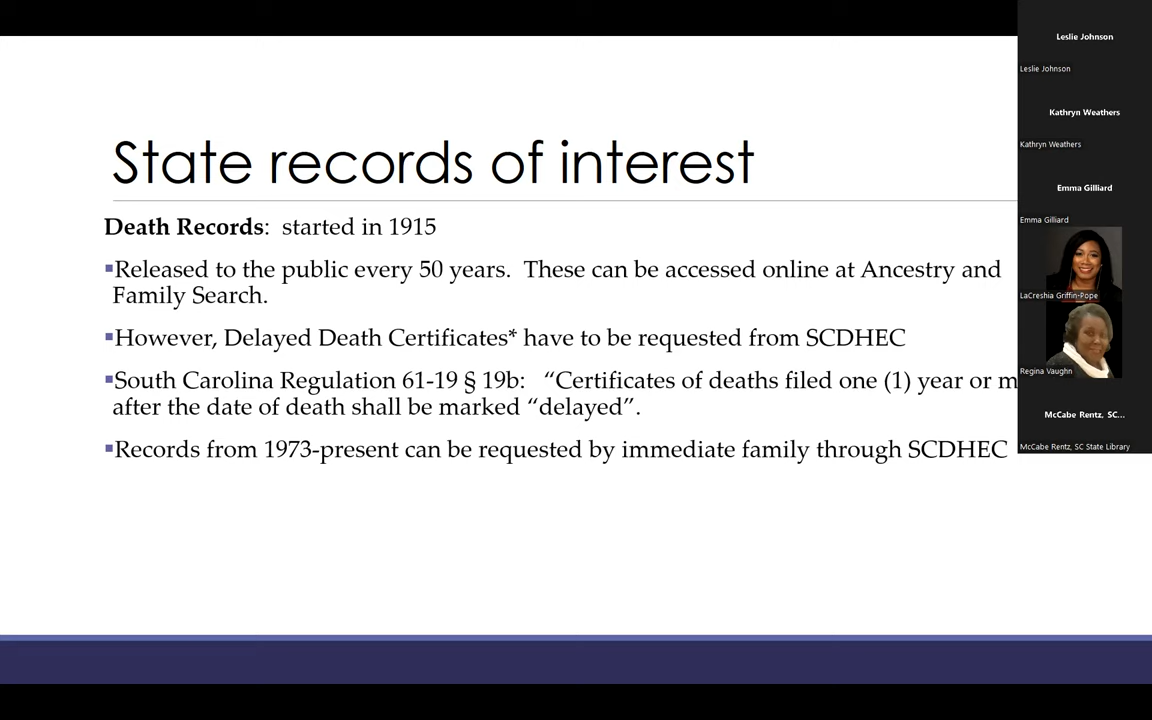 State records of interest
Death Records: started in 1915
▪Released to the public every 50 years. These can be accessed online at Ancestry and
Family Search.
▪However, Delayed Death Certificates* have to be requested from SCDHEC
▪South Carolina Regulation 61-19 § 19b: “Certificates of deaths filed one (1) year or m
after the date of death shall be marked “delayed”.
▪Records from 1973-present can be requested by immediate family through SCDHEC
Leslie Johnson
Leslie Johnson
Kathryn Weathers
Kathryn Weathers
Emma Gilliard
Emma Gilliard
LaCreshia Griffin-Pope
Regina Vaughn
McCabe Rentz, SC...
McCabe Rentz, SC State Library